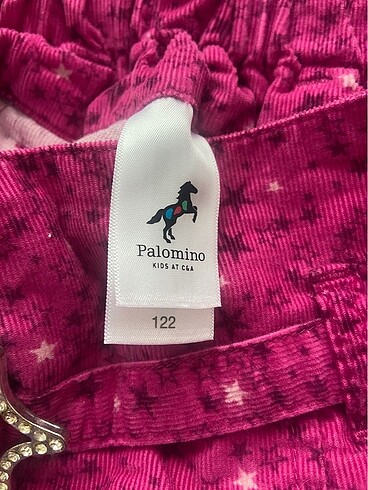 Palomino
KIDS AT C&A
122